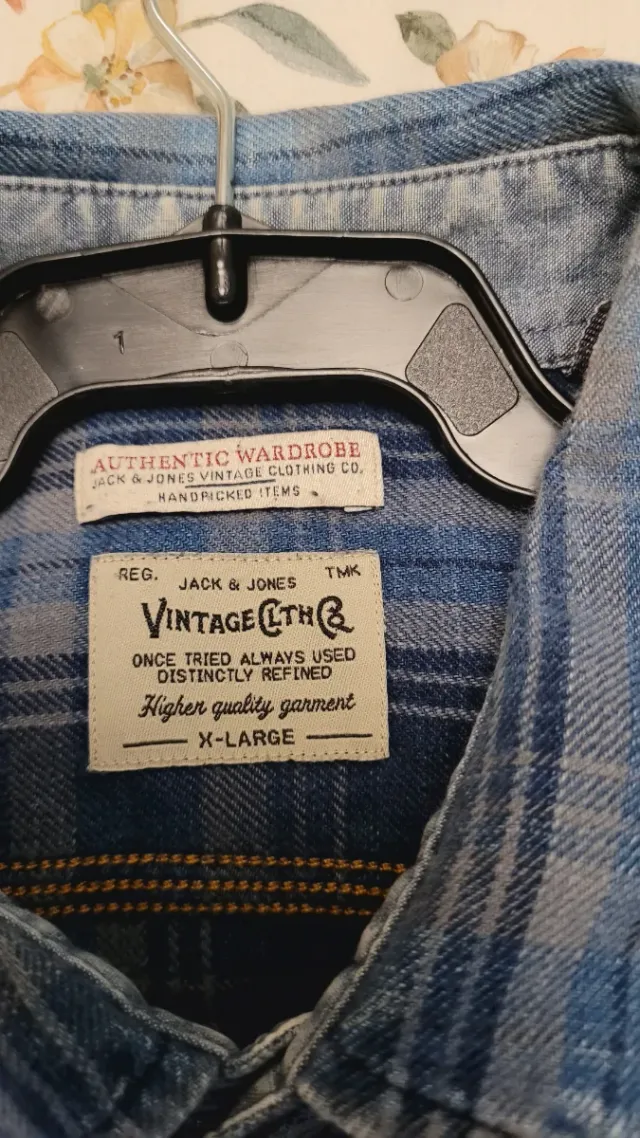 1
AUTHENTIC WARDROBE
JACK & JONES VINTAGE CLOTHING CO.
HANDPICKED ITEMS
REG. TMK
JACK & JONES
VINTAGE CLTH Co
ONCE TRIED ALWAYS USED
DISTINCTLY REFINED
Higher quality garment
X-LARGE